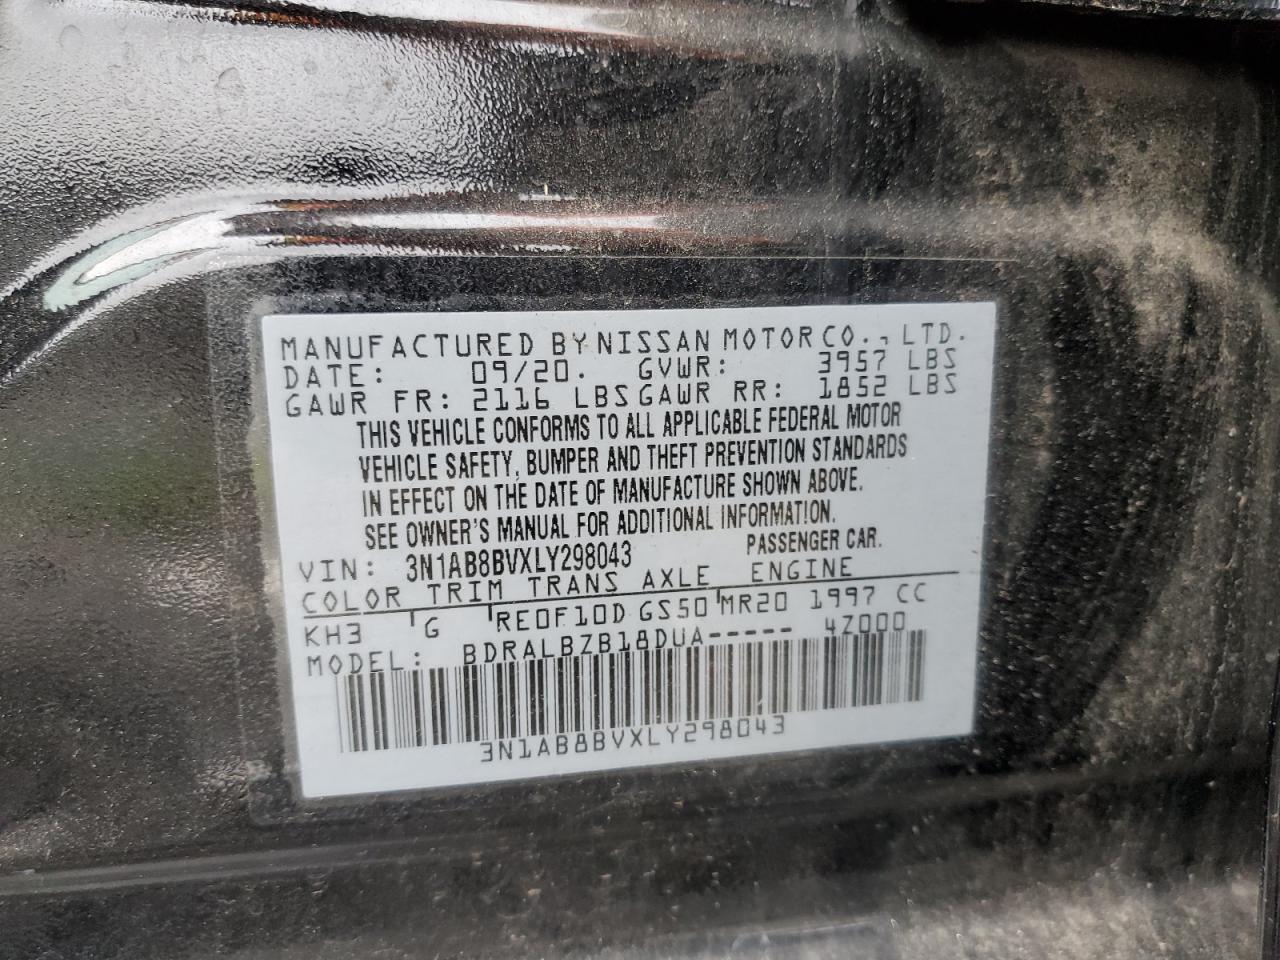 MANUFACTURED BY NISSAN MOTOR CO., LTD.
DATE: 09/20. GVWR: 3957 LBS
GAWR FR: 2116 LBS GAWR RR: 1852 LBS
THIS VEHICLE CONFORMS TO ALL APPLICABLE FEDERAL MOTOR
VEHICLE SAFETY, BUMPER AND THEFT PREVENTION STANDARDS
IN EFFECT ON THE DATE OF MANUFACTURE SHOWN ABOVE.
SEE OWNER'S MANUAL FOR ADDITIONAL INFORMATION.
VIN: 3N1AB8BVXLY298043 PASSENGER CAR.
COLOR TRIM TRANS AXLE ENGINE
KH3 G RE0F10D GS50 MR20 1997 CC
MODEL: BDRALBZB18DUA----- 4Z000
3N1AB8BVXLY298043